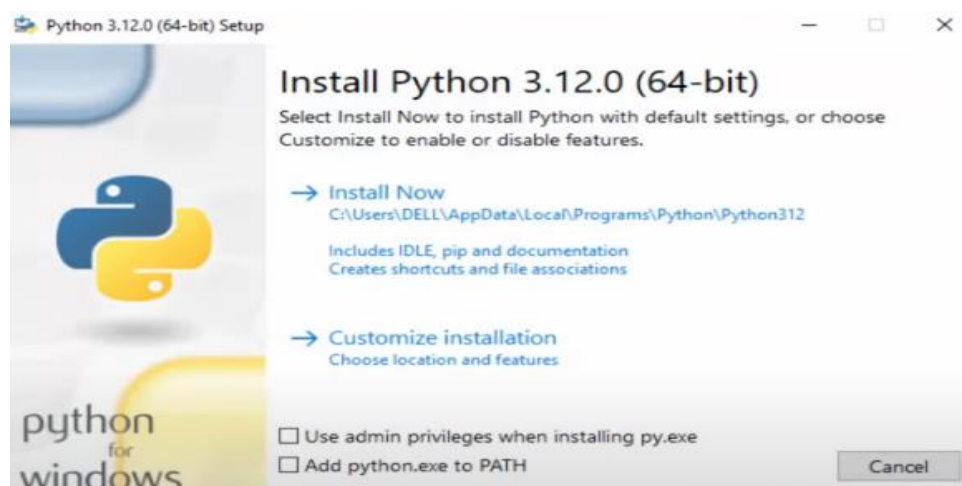 Python 3.12.0 (64-bit) Setup
Install Python 3.12.0 (64-bit)
Select Install Now to install Python with default settings, or choose
Customize to enable or disable features.
→ Install Now
C:\Users\DELL\AppData\Local\Programs\Python\Python312
Includes IDLE, pip and documentation
Creates shortcuts and file associations
→ Customize installation
Choose location and features
python
for
windows
Use admin privileges when installing py.exe
Add python.exe to PATH
Cancel